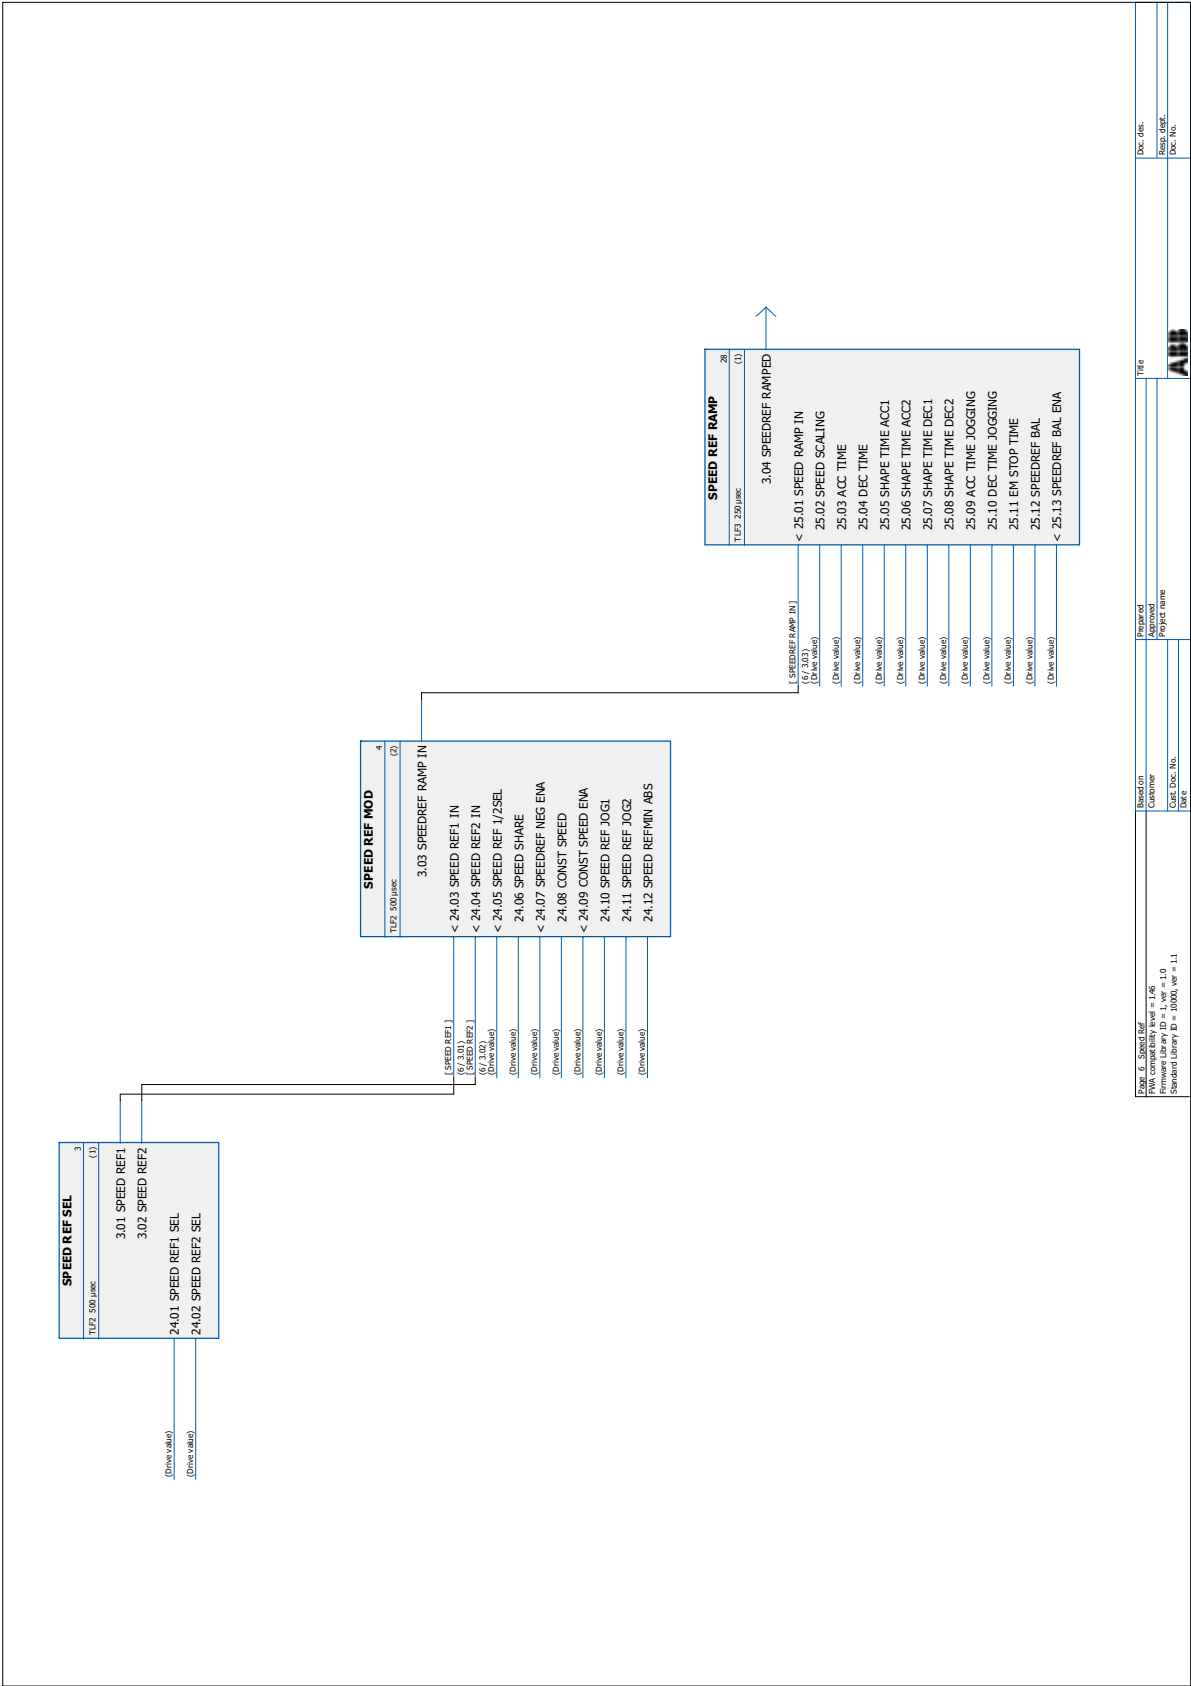 SPEED REF SEL
3
TLF2 500 µsec
(1)
3.01 SPEED REF1
3.02 SPEED REF2
24.01 SPEED REF1 SEL
24.02 SPEED REF2 SEL
(Drive value)
(Drive value)
SPEED REF MOD
4
TLF2 500 µsec
(2)
3.03 SPEEDREF RAMP IN
< 24.03 SPEED REF1 IN
< 24.04 SPEED REF2 IN
< 24.05 SPEED REF 1/2SEL
24.06 SPEED SHARE
< 24.07 SPEEDREF NEG ENA
24.08 CONST SPEED
< 24.09 CONST SPEED ENA
24.10 SPEED REF JOG1
24.11 SPEED REF JOG2
24.12 SPEED REFMIN ABS
[ SPEED REF1 ]
(6 / 3.01)
[ SPEED REF2 ]
(6 / 3.02)
(Drive value)
(Drive value)
(Drive value)
(Drive value)
(Drive value)
(Drive value)
(Drive value)
(Drive value)
SPEED REF RAMP
28
TLF3 250 µsec
(1)
3.04 SPEEDREF RAMPED
< 25.01 SPEED RAMP IN
25.02 SPEED SCALING
25.03 ACC TIME
25.04 DEC TIME
25.05 SHAPE TIME ACC1
25.06 SHAPE TIME ACC2
25.07 SHAPE TIME DEC1
25.08 SHAPE TIME DEC2
25.09 ACC TIME JOGGING
25.10 DEC TIME JOGGING
25.11 EM STOP TIME
25.12 SPEEDREF BAL
< 25.13 SPEEDREF BAL ENA
[ SPEEDREF RAMP IN ]
(6 / 3.03)
(Drive value)
(Drive value)
(Drive value)
(Drive value)
(Drive value)
(Drive value)
(Drive value)
(Drive value)
(Drive value)
(Drive value)
(Drive value)
(Drive value)
Page 6 Speed Ref
FWA compatibility level = 1.46
Firmware Library ID = 1, ver = 1.0
Standard Library ID = 10000, ver = 1.1
Based on
Customer
Cust. Doc. No.
Date
Prepared
Approved
Project name
Title
ABB
Doc. des.
Resp. dept.
Doc. No.